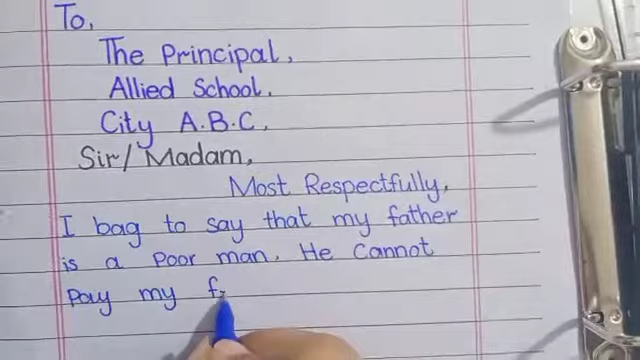 To,
The Principal,
Allied School.
City A.B.C,
Sir/Madam,
Most Respectfully,
I bag to say that my father
is a poor man. He Cannot
Pay my